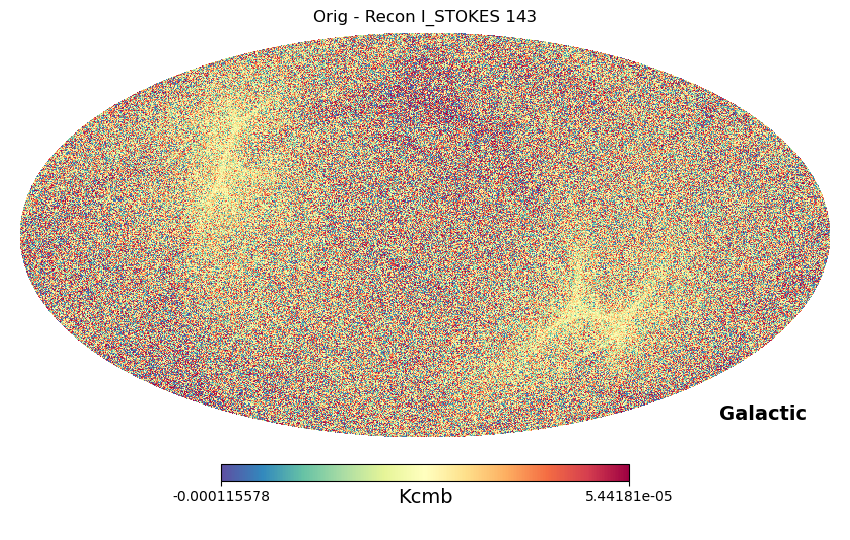 Orig - Recon I_STOKES 143
Galactic
-0.000115578 Kcmb 5.44181e-05